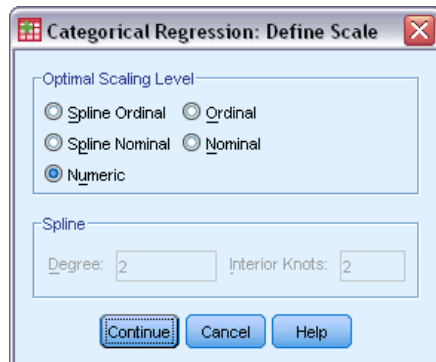 Categorical Regression: Define Scale
Optimal Scaling Level
Spline Ordinal Ordinal
Spline Nominal Nominal
Numeric
Spline
Degree: 2 Interior Knots: 2
Continue Cancel Help